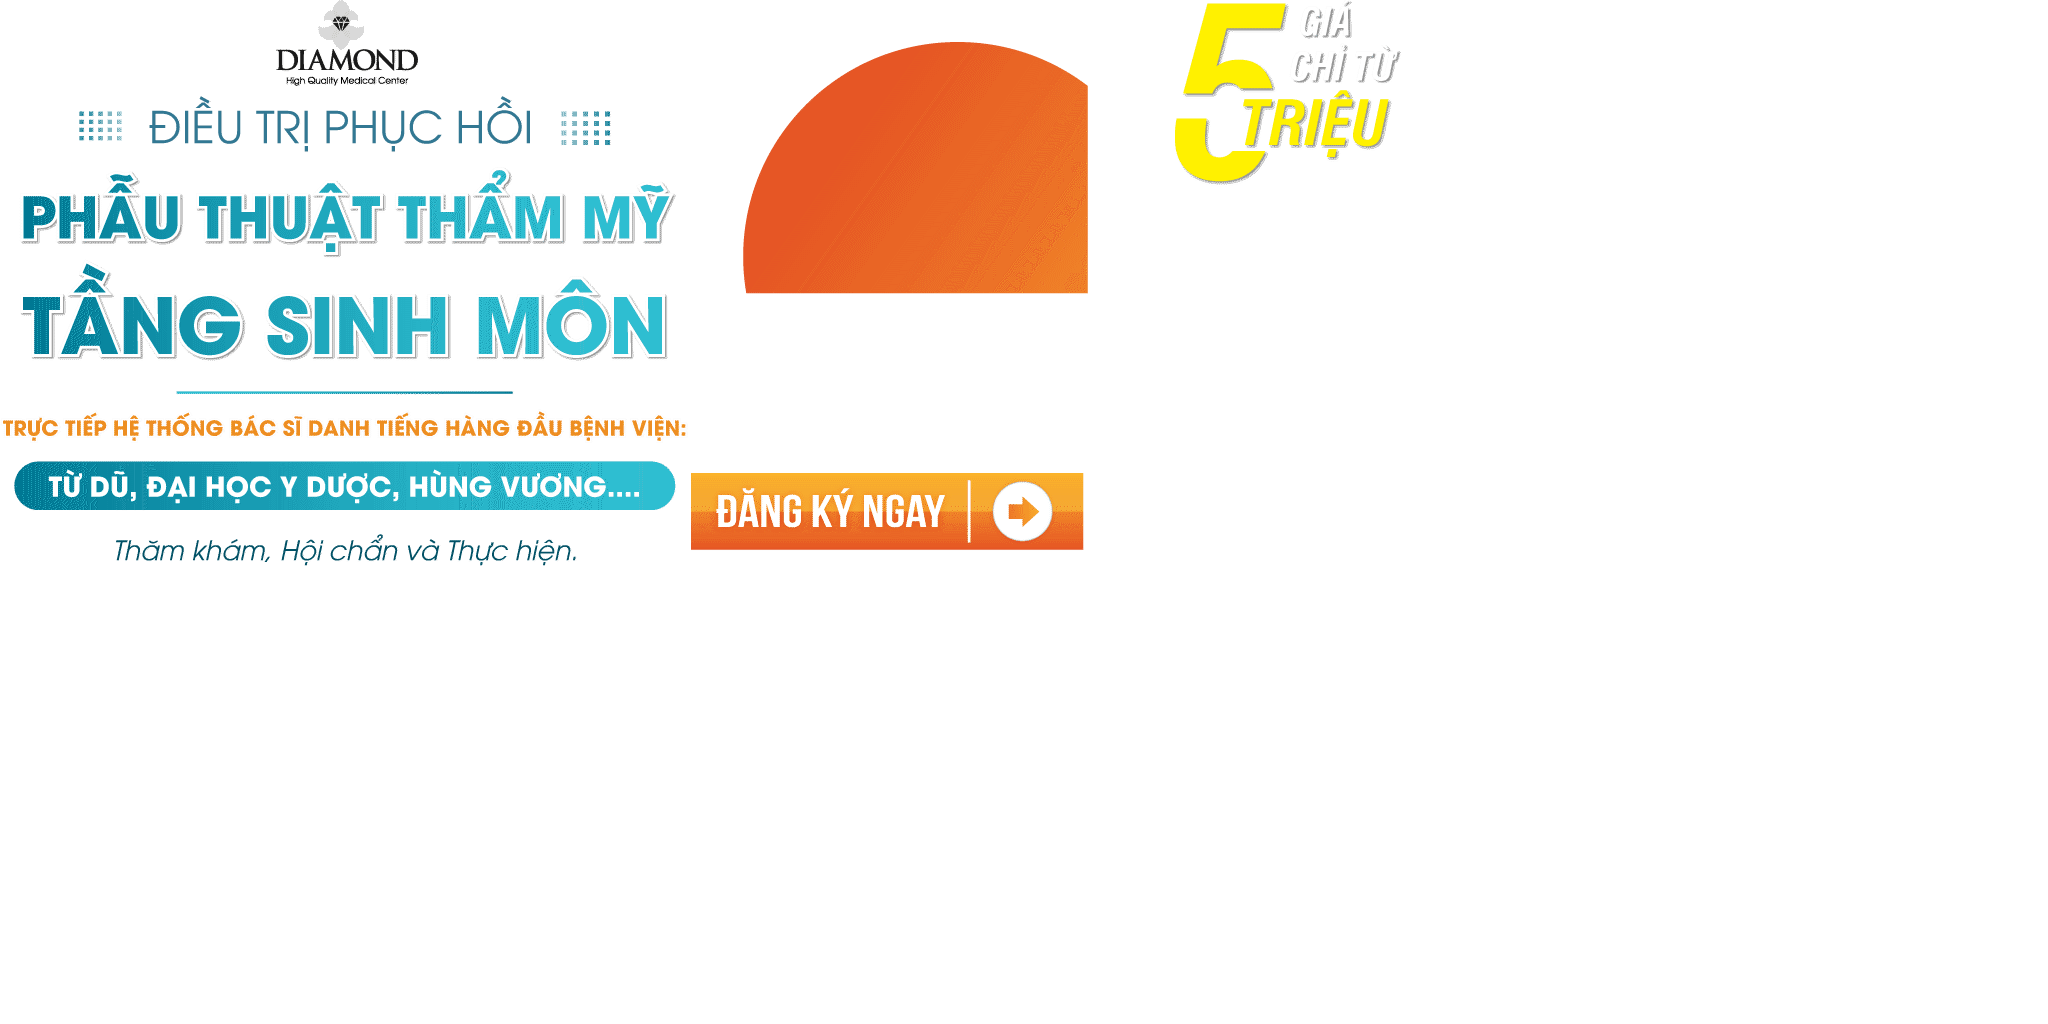 DIAMOND
High Quality Medical Center
ĐIỀU TRỊ PHỤC HỒI
PHẪU THUẬT THẨM MỸ
TẦNG SINH MÔN
TRỰC TIẾP HỆ THỐNG BÁC SĨ DANH TIẾNG HÀNG ĐẦU BỆNH VIỆN:
TỪ DŨ, ĐẠI HỌC Y DƯỢC, HÙNG VƯƠNG....
Thăm khám, Hội chẩn và Thực hiện.
ĐĂNG KÝ NGAY
GIÁ
CHỈ TỪ
5
TRIỆU